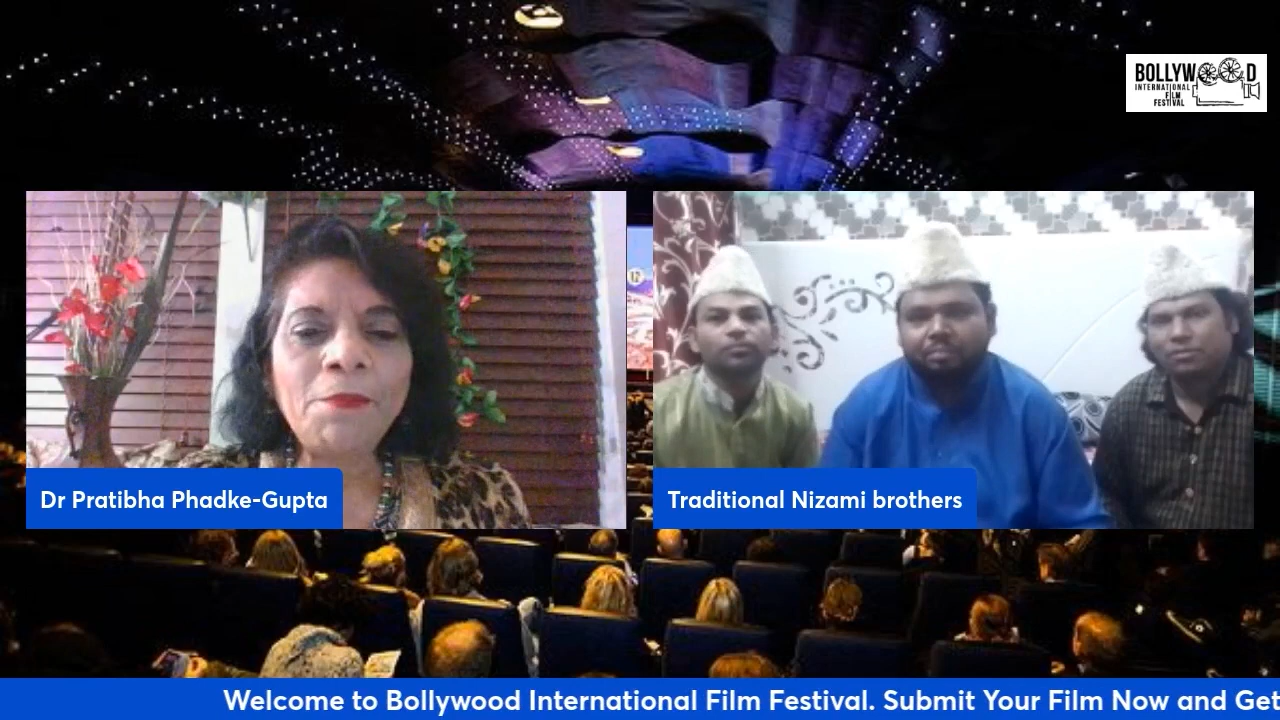 BOLLYWOOD
INTERNATIONAL
FILM
FESTIVAL
12
Dr Pratibha Phadke-Gupta
Traditional Nizami brothers
Welcome to Bollywood International Film Festival. Submit Your Film Now and Get